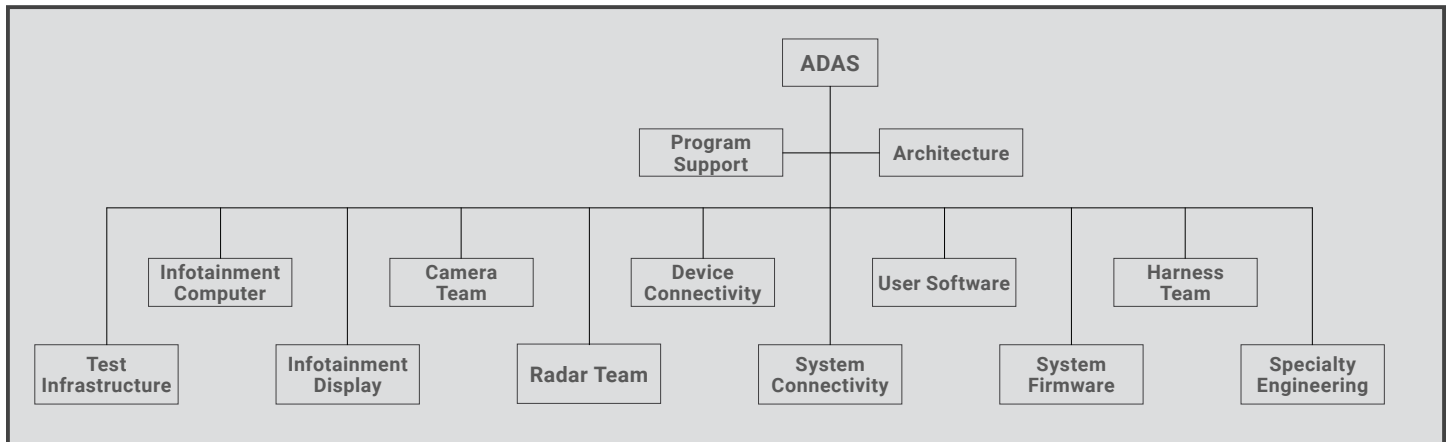 ADAS
Program
Support
Architecture
Infotainment
Computer
Camera
Team
Device
Connectivity
User Software
Harness
Team
Test
Infrastructure
Infotainment
Display
Radar Team
System
Connectivity
System
Firmware
Specialty
Engineering